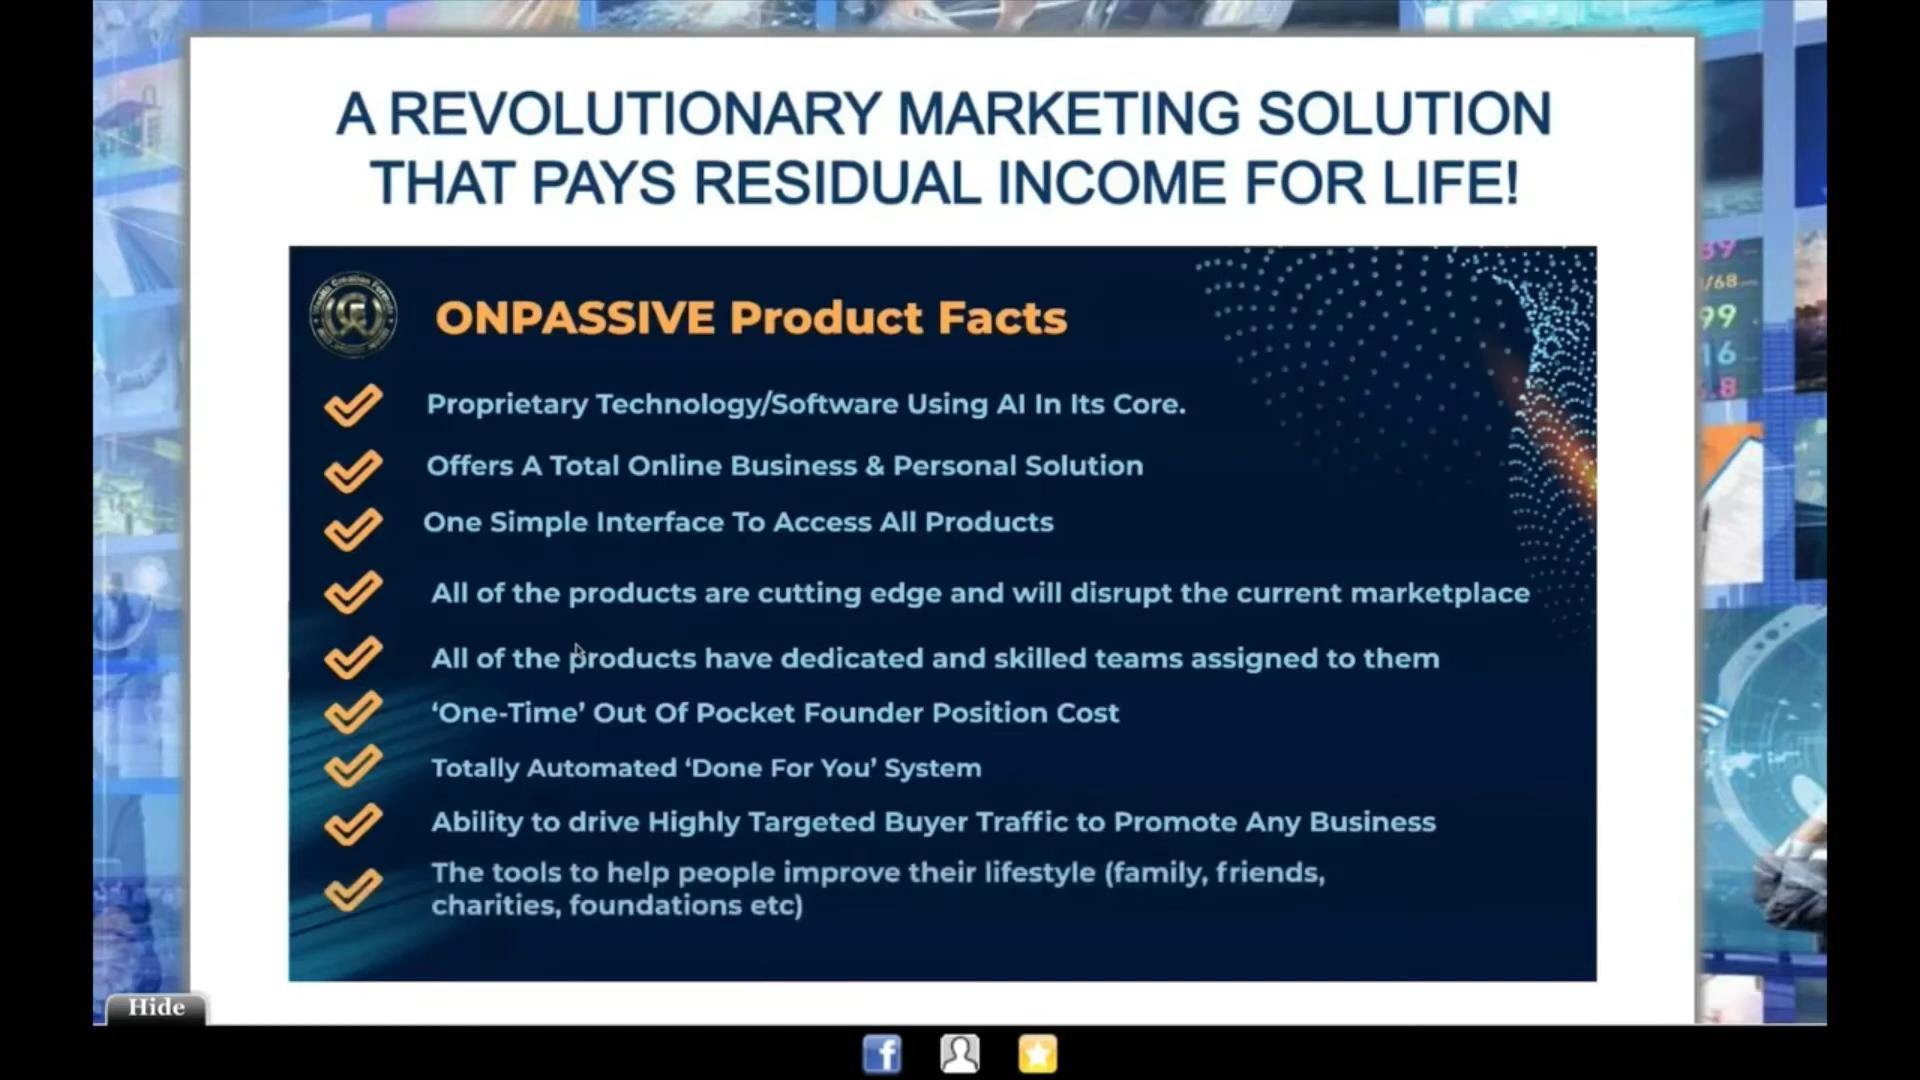 A REVOLUTIONARY MARKETING SOLUTION
THAT PAYS RESIDUAL INCOME FOR LIFE!
ONPASSIVE Product Facts
Proprietary Technology/Software Using AI In Its Core.
Offers A Total Online Business & Personal Solution
One Simple Interface To Access All Products
All of the products are cutting edge and will disrupt the current marketplace
All of the products have dedicated and skilled teams assigned to them
‘One-Time’ Out Of Pocket Founder Position Cost
Totally Automated ‘Done For You’ System
Ability to drive Highly Targeted Buyer Traffic to Promote Any Business
The tools to help people improve their lifestyle (family, friends,
charities, foundations etc)
39
/68
99
16
.8
Hide